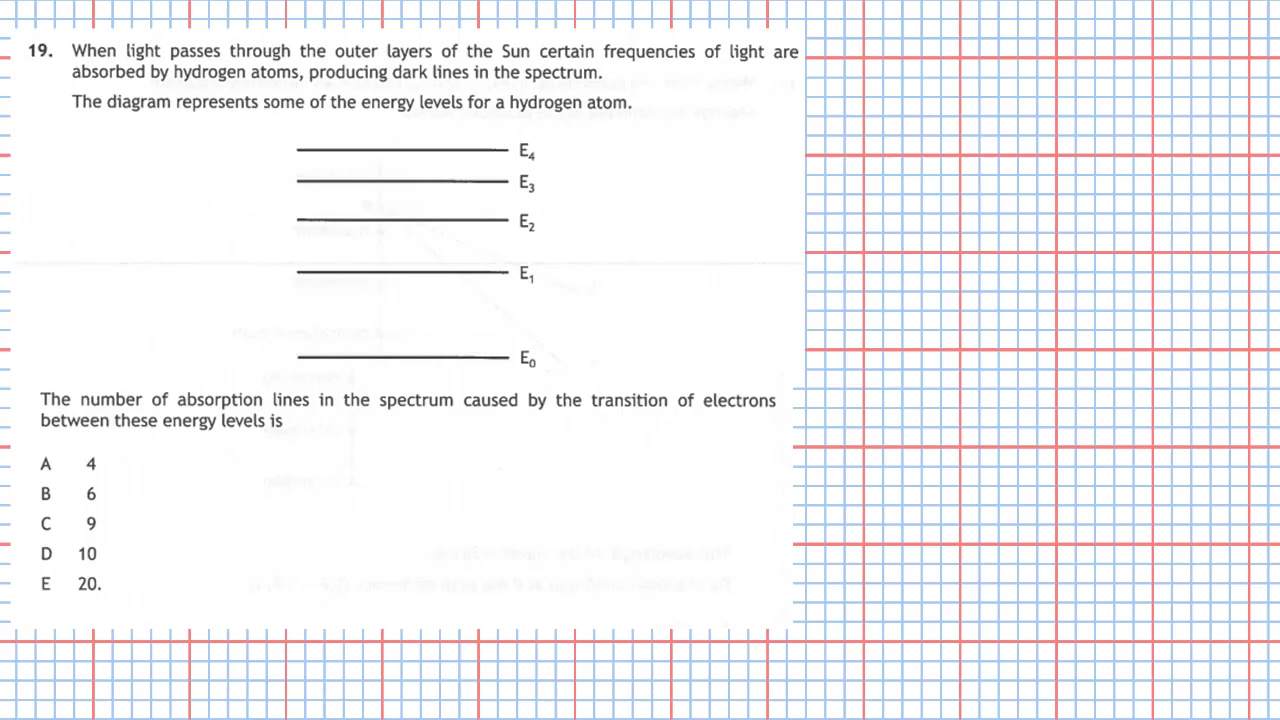 19. When light passes through the outer layers of the Sun certain frequencies of light are
absorbed by hydrogen atoms, producing dark lines in the spectrum.
The diagram represents some of the energy levels for a hydrogen atom.
E₄
E₃
E₂
E₁
E₀
The number of absorption lines in the spectrum caused by the transition of electrons
between these energy levels is
A 4
B 6
C 9
D 10
E 20.